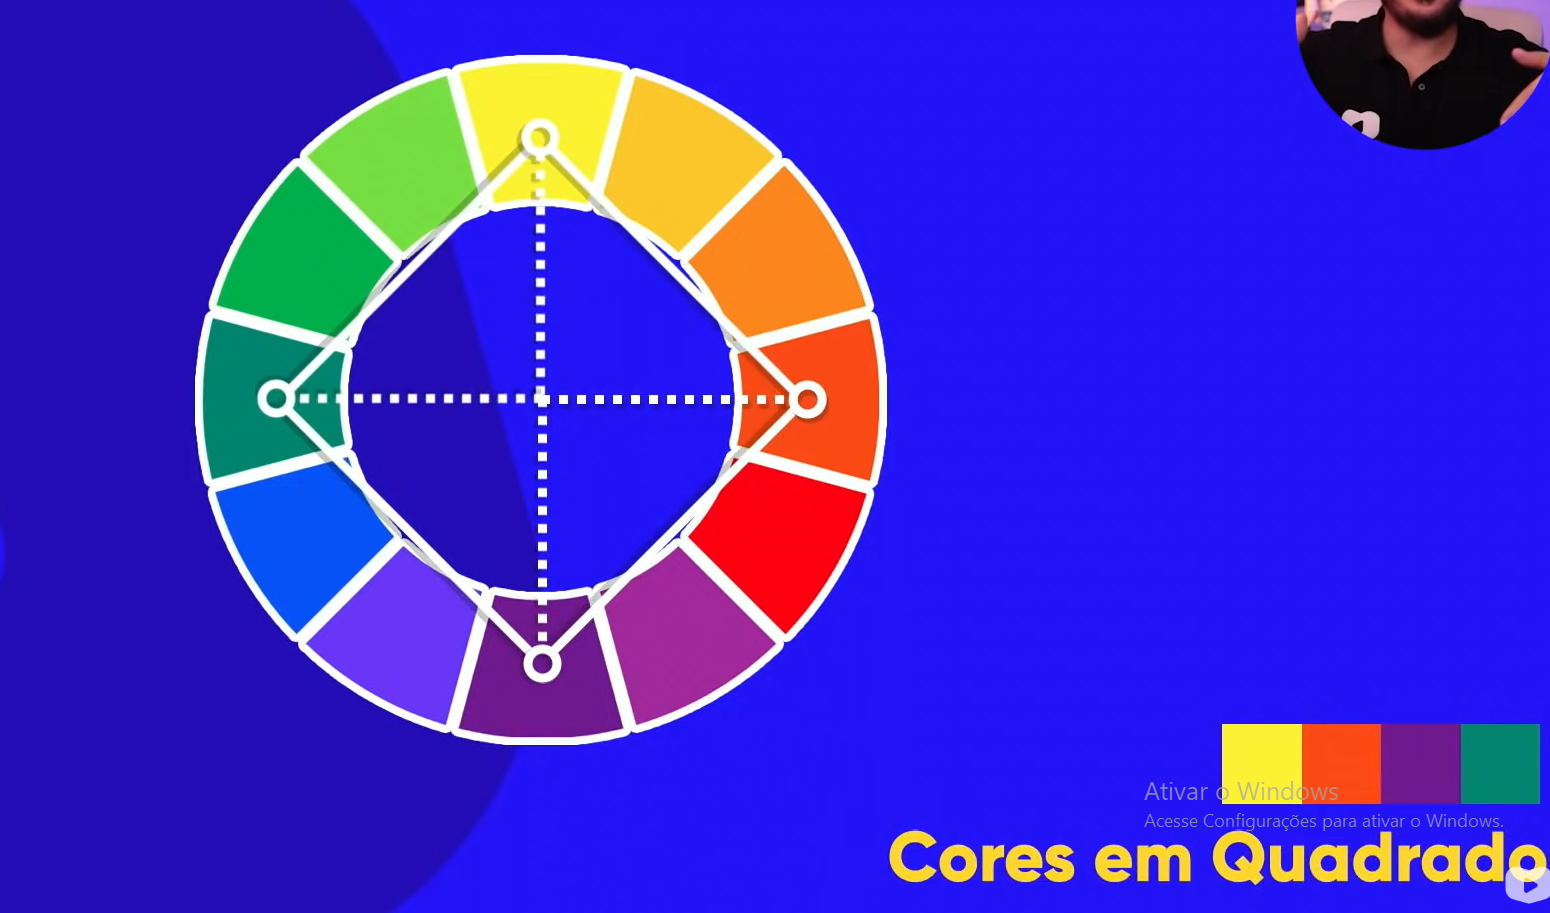 Ativar o Windows
Acesse Configurações para ativar o Windows.
Cores em Quadrado